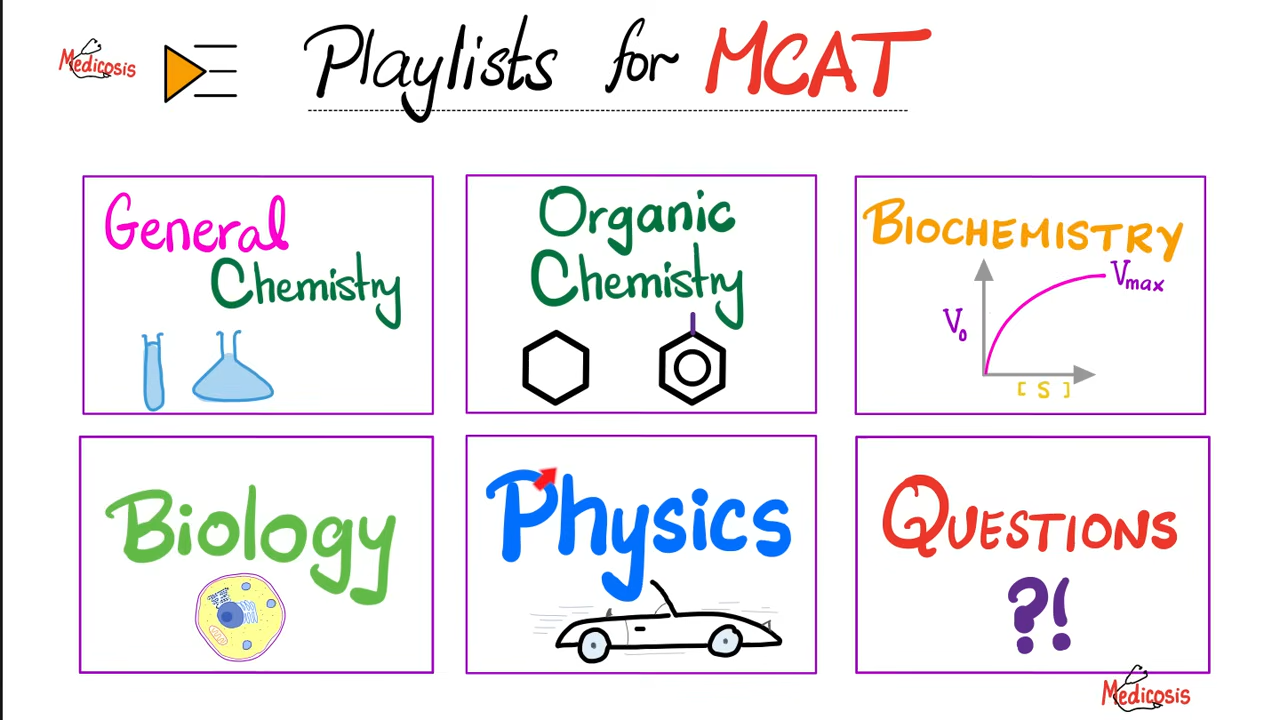 Medicosis
Playlists for MCAT
General
Chemistry
Organic
Chemistry
BIOCHEMISTRY
Vmax
V₀
[ S ]
Biology
Physics
QUESTIONS
?!
Medicosis